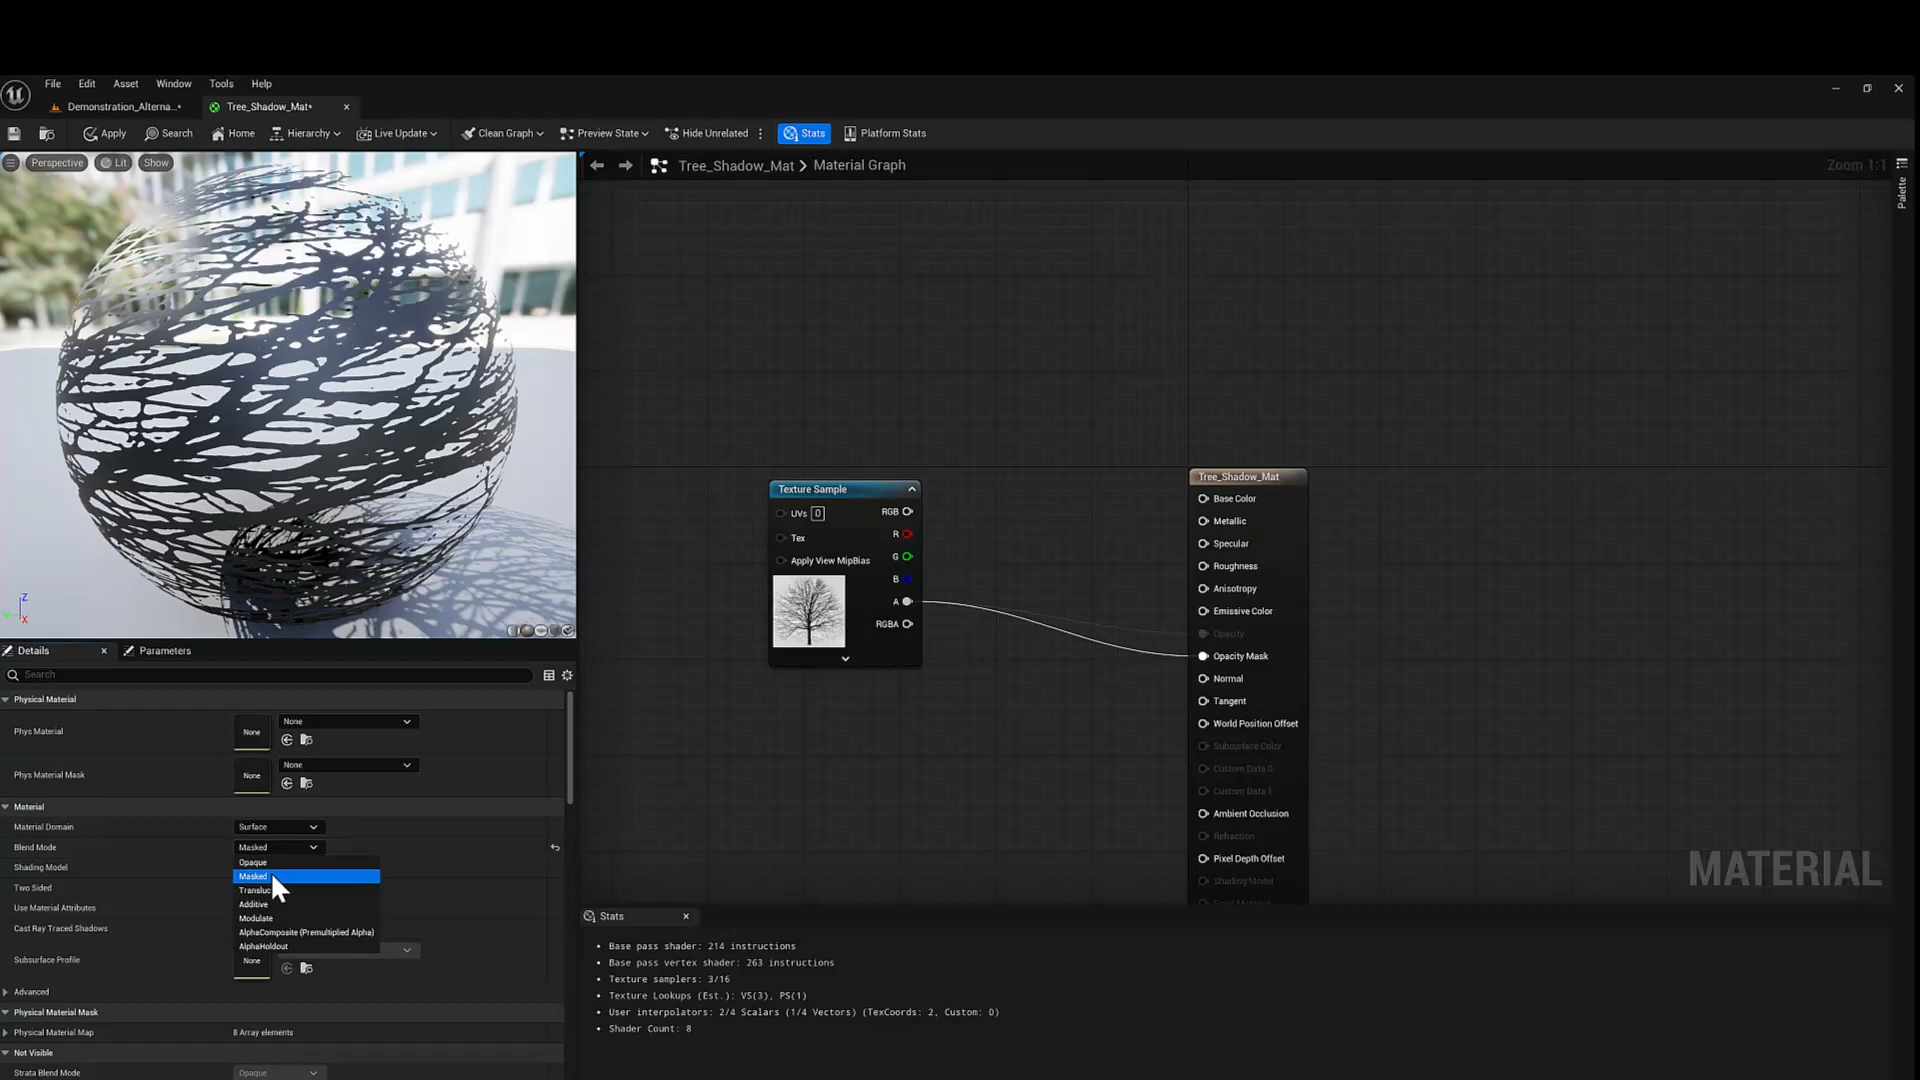 File Edit Asset Window Tools Help
Demonstration_Alterna...* Tree_Shadow_Mat*
Apply Search Home Hierarchy Live Update Clean Graph Preview State Hide Unrelated Stats Platform Stats
Perspective Lit Show
Tree_Shadow_Mat > Material Graph
Zoom 1:1
Palette
Texture Sample
UVs 0
Tex
Apply View MipBias
RGB
R
G
B
A
RGBA
Tree_Shadow_Mat
Base Color
Metallic
Specular
Roughness
Anisotropy
Emissive Color
Opacity
Opacity Mask
Normal
Tangent
World Position Offset
Subsurface Color
Custom Data 0
Custom Data 1
Ambient Occlusion
Refraction
Pixel Depth Offset
Shading Model
MATERIAL
Z
X
Details Parameters
Search
Physical Material
Phys Material None None
Phys Material Mask None None
Material
Material Domain Surface
Blend Mode Masked
Opaque
Shading Model
Masked
Two Sided
Transluc
Use Material Attributes
Additive
Modulate
Cast Ray Traced Shadows
AlphaComposite (Premultiplied Alpha)
AlphaHoldout
Subsurface Profile None
Advanced
Physical Material Mask
Physical Material Map 8 Array elements
Not Visible
Strata Blend Mode Opaque
Stats
Base pass shader: 214 instructions
Base pass vertex shader: 263 instructions
Texture samplers: 3/16
Texture Lookups (Est.): VS(3), PS(1)
User interpolators: 2/4 Scalars (1/4 Vectors) (TexCoords: 2, Custom: 0)
Shader Count: 8